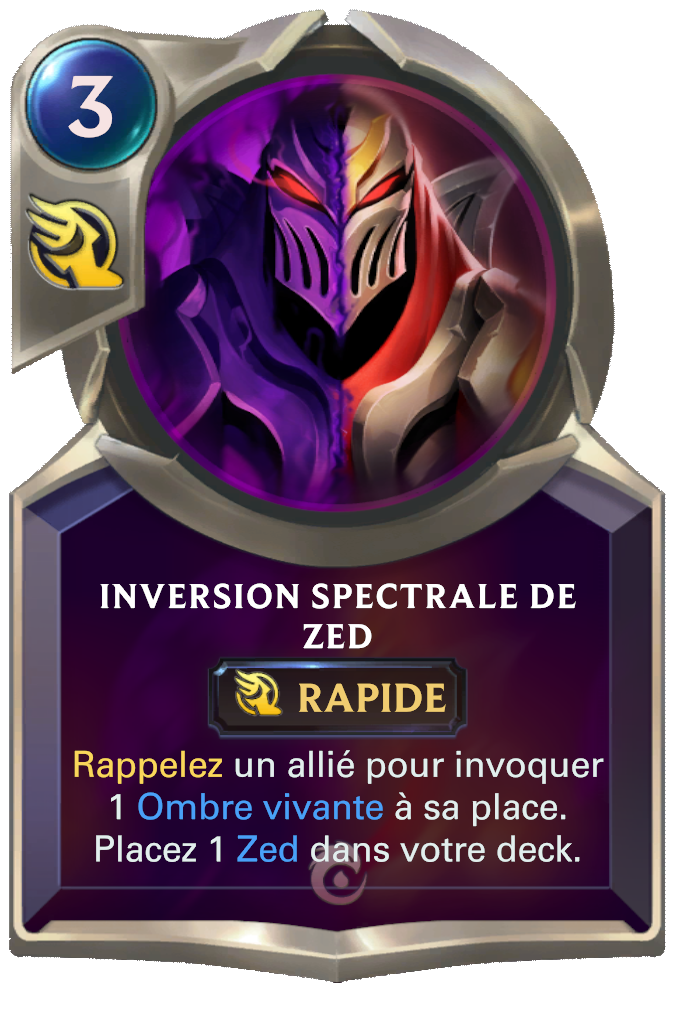 3
INVERSION SPECTRALE DE
ZED
RAPIDE
Rappelez un allié pour invoquer
1 Ombre vivante à sa place.
Placez 1 Zed dans votre deck.